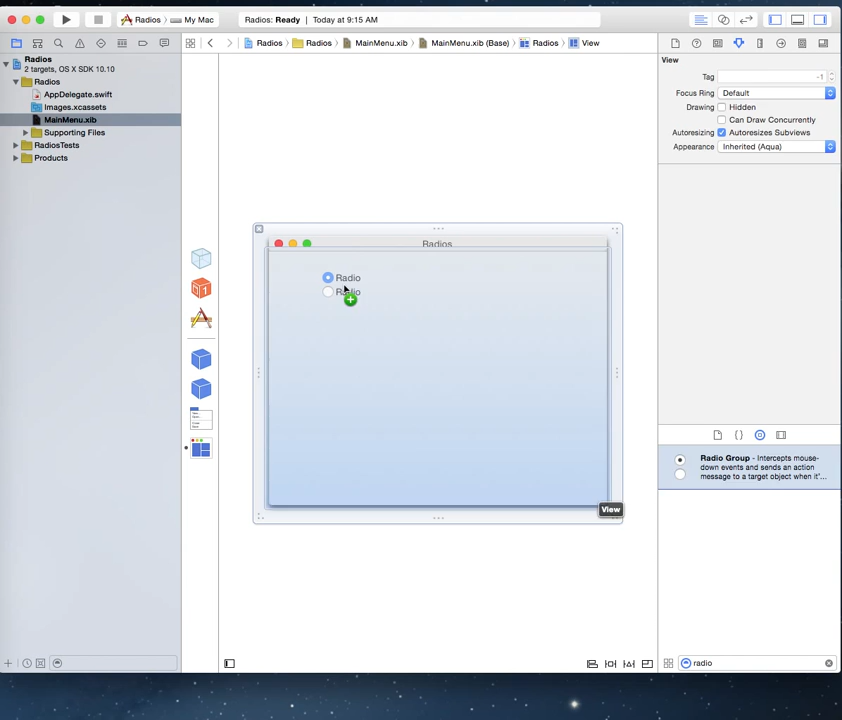 Radios
My Mac
Radios: Ready | Today at 9:15 AM
Radios
2 targets, OS X SDK 10.10
Radios
AppDelegate.swift
Images.xcassets
MainMenu.xib
Supporting Files
RadiosTests
Products
Radios
Radios
MainMenu.xib
MainMenu.xib (Base)
Radios
View
Radios
Radio
Radio
View
View
Tag
-1
Focus Ring
Default
Drawing
Hidden
Can Draw Concurrently
Autoresizing
Autoresizes Subviews
Appearance
Inherited (Aqua)
{ }
Radio Group - Intercepts mouse-
down events and sends an action
message to a target object when it'...
radio